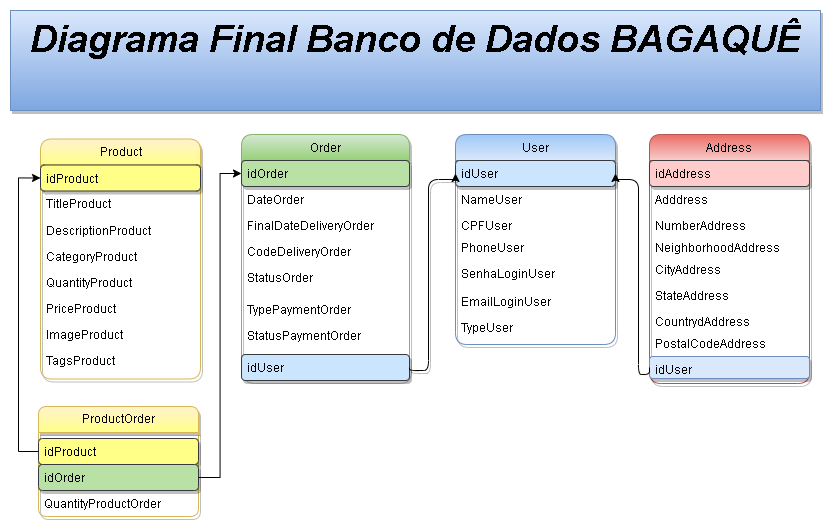 Diagrama Final Banco de Dados BAGAQUÊ
Product
idProduct
TitleProduct
DescriptionProduct
CategoryProduct
QuantityProduct
PriceProduct
ImageProduct
TagsProduct
Order
idOrder
DateOrder
FinalDateDeliveryOrder
CodeDeliveryOrder
StatusOrder
TypePaymentOrder
StatusPaymentOrder
idUser
User
idUser
NameUser
CPFUser
PhoneUser
SenhaLoginUser
EmailLoginUser
TypeUser
Address
idAddress
Adddress
NumberAddress
NeighborhoodAddress
CityAddress
StateAddress
CountrydAddress
PostalCodeAddress
idUser
ProductOrder
idProduct
idOrder
QuantityProductOrder